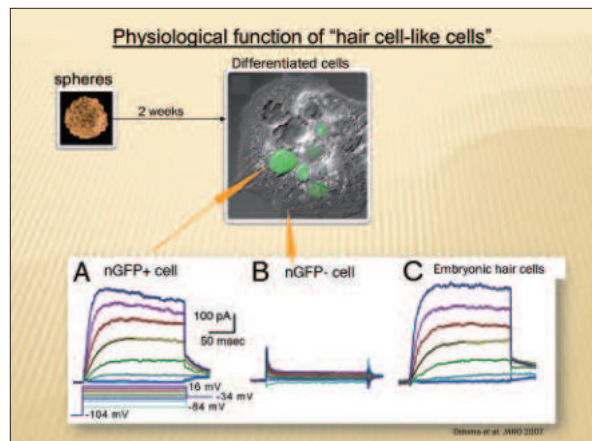 Physiological function of “hair cell-like cells”
Differentiated cells
spheres
2 weeks
A
nGFP+ cell
B
nGFP- cell
C
Embryonic hair cells
100 pA
50 msec
16 mV
-34 mV
-84 mV
-104 mV
et al. JARO 2007